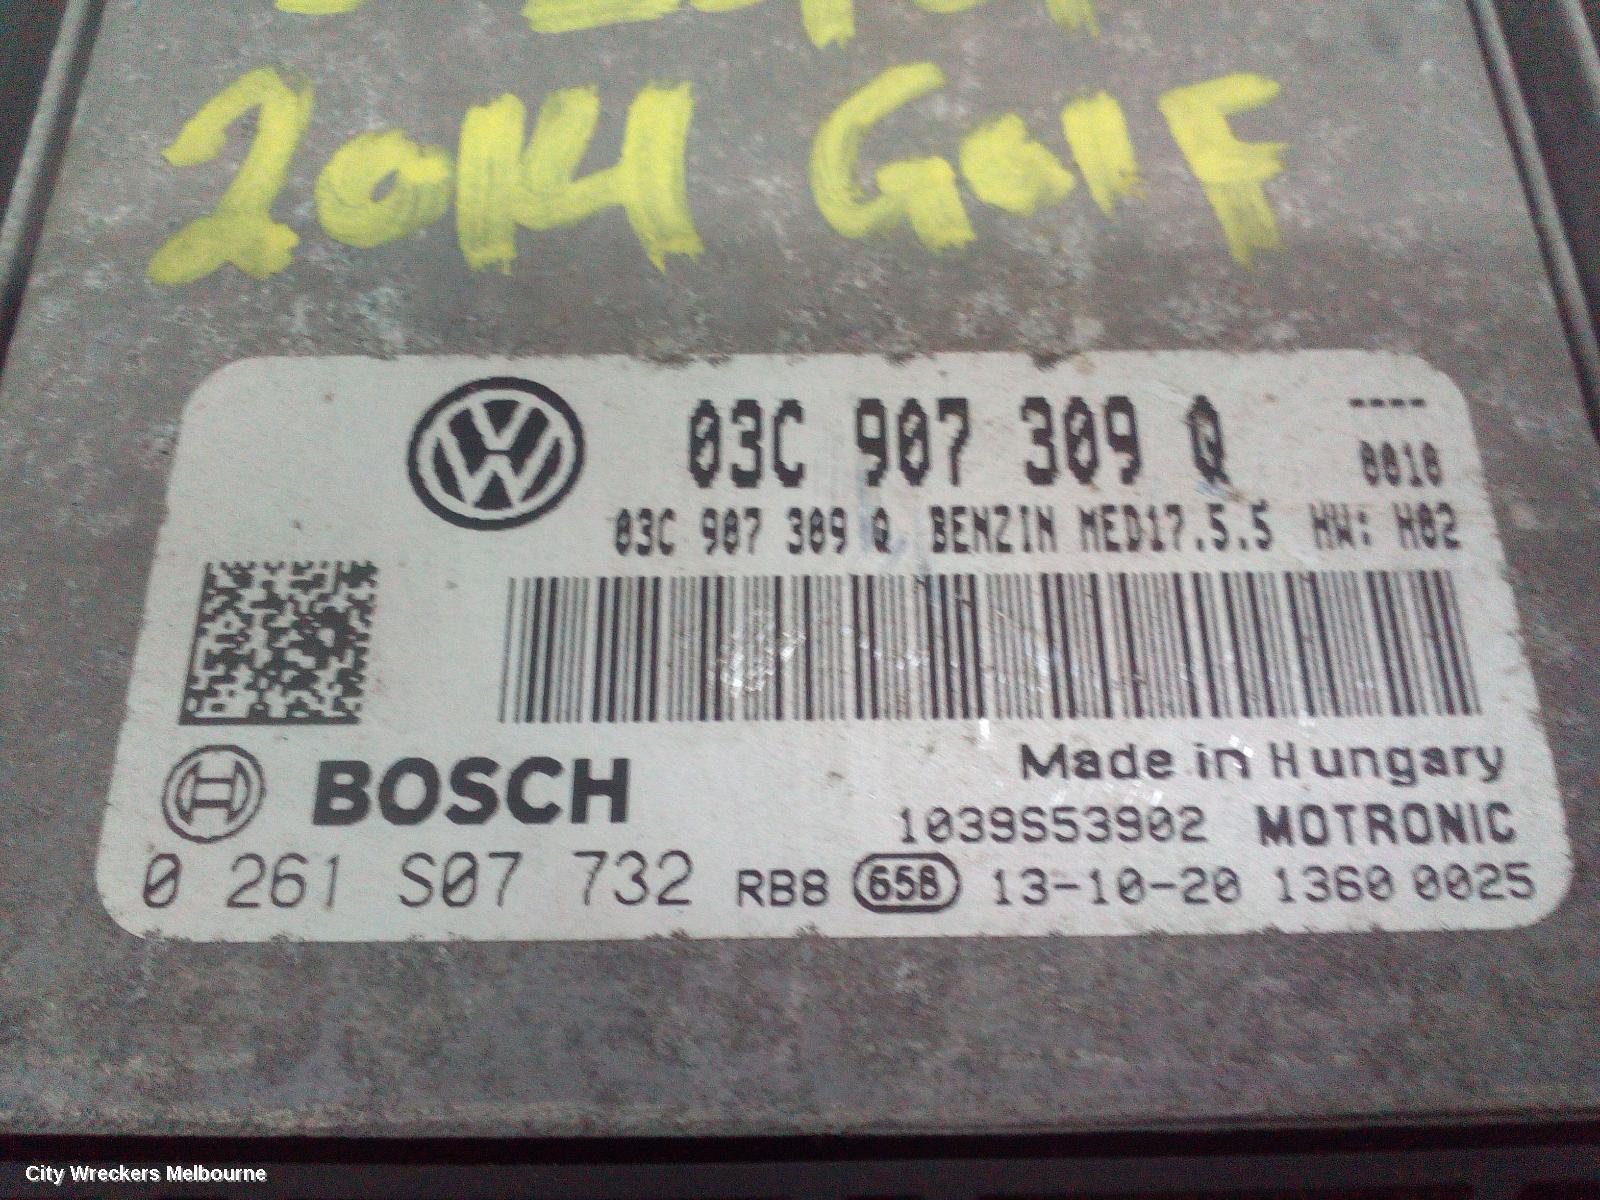 2014 Golf
03C 907 309 Q ----
0010
03C 907 309 Q BENZIN MED17.5.5 HW: H02
BOSCH
Made in Hungary
1039S53902 MOTRONIC
0 261 S07 732 RB8 658 13-10-20 1360 0025
City Wreckers Melbourne